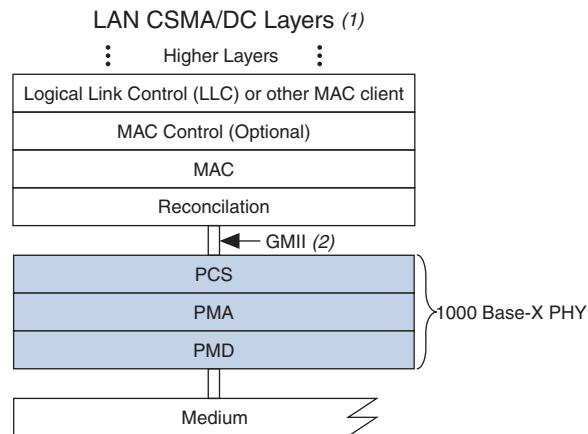 LAN CSMA/DC Layers (1)
Higher Layers
Logical Link Control (LLC) or other MAC client
MAC Control (Optional)
MAC
Reconcilation
GMII (2)
PCS
PMA
PMD
1000 Base-X PHY
Medium